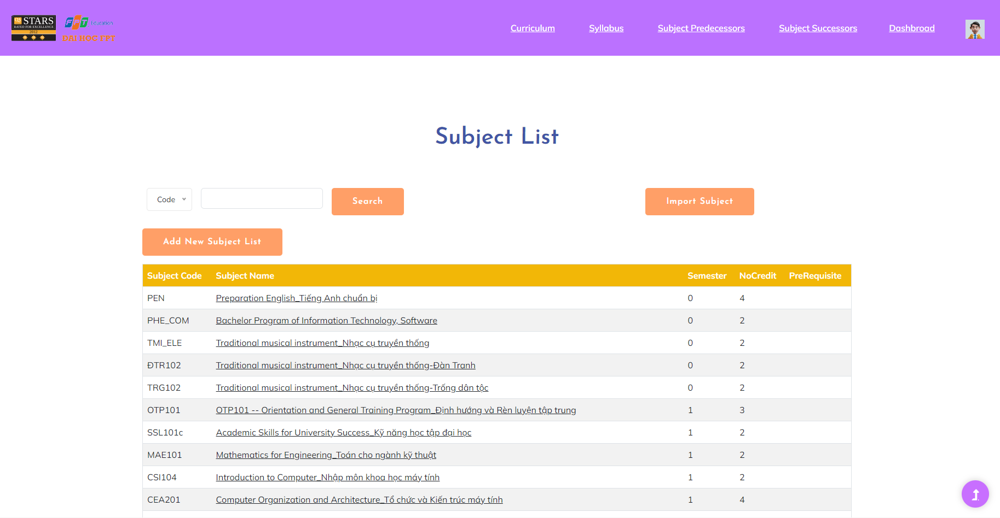 QS STARS
RATED FOR EXCELLENCE
2012
FPT Education
ĐẠI HỌC FPT
Curriculum Syllabus Subject Predecessors Subject Successors Dashbroad
Subject List
Code Search Import Subject
Add New Subject List
Subject Code Subject Name Semester NoCredit PreRequisite
PEN Preparation English_Tiếng Anh chuẩn bị 0 4
PHE_COM Bachelor Program of Information Technology, Software 0 2
TMI_ELE Traditional musical instrument_Nhạc cụ truyền thống 0 2
ĐTR102 Traditional musical instrument_Nhạc cụ truyền thống-Đàn Tranh 0 2
TRG102 Traditional musical instrument_Nhạc cụ truyền thống-Trống dân tộc 0 2
OTP101 OTP101 -- Orientation and General Training Program_Định hướng và Rèn luyện tập trung 1 3
SSL101c Academic Skills for University Success_Kỹ năng học tập đại học 1 2
MAE101 Mathematics for Engineering_Toán cho ngành kỹ thuật 1 2
CSI104 Introduction to Computer_Nhập môn khoa học máy tính 1 2
CEA201 Computer Organization and Architecture_Tổ chức và Kiến trúc máy tính 1 4